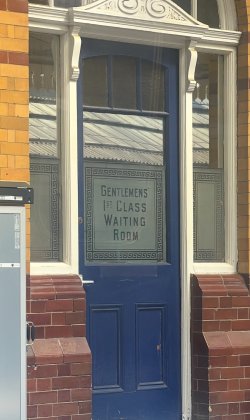 GENTLEMENS
1ST CLASS
WAITING
ROOM